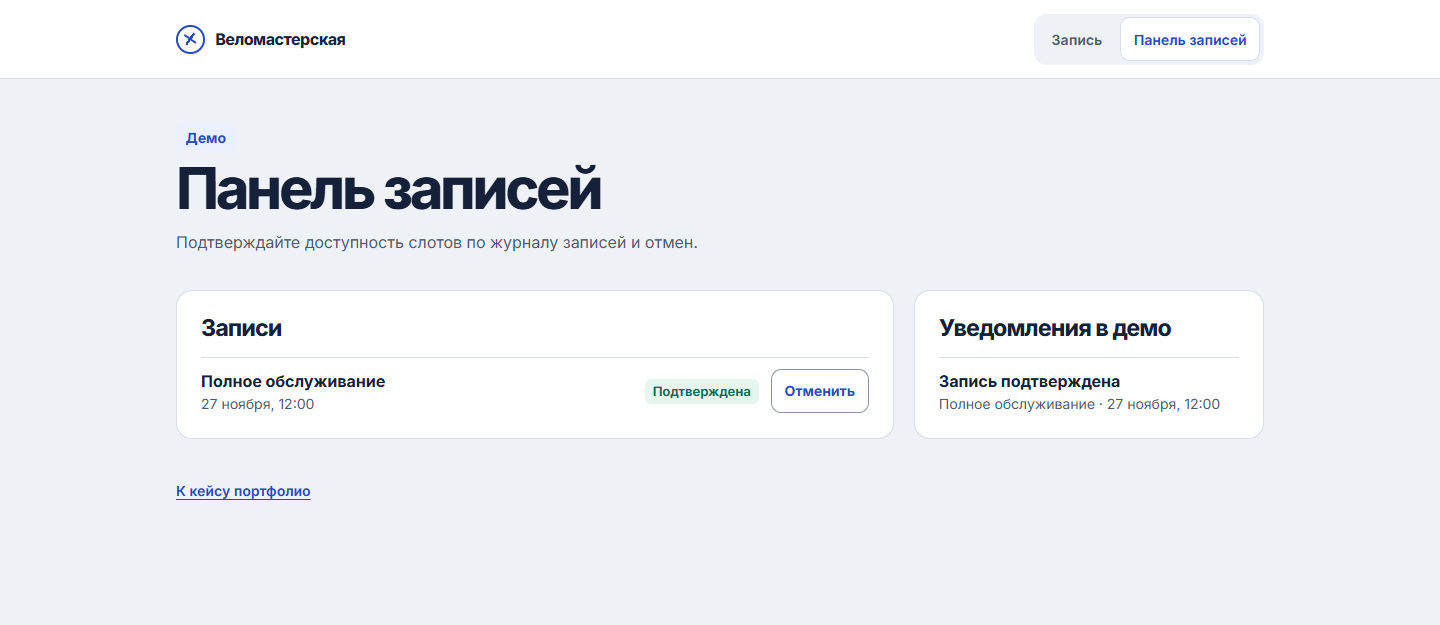 Веломастерская
Запись
Панель записей
Демо
Панель записей
Подтверждайте доступность слотов по журналу записей и отмен.
Записи
Полное обслуживание
27 ноября, 12:00
Подтверждена
Отменить
Уведомления в демо
Запись подтверждена
Полное обслуживание · 27 ноября, 12:00
К кейсу портфолио